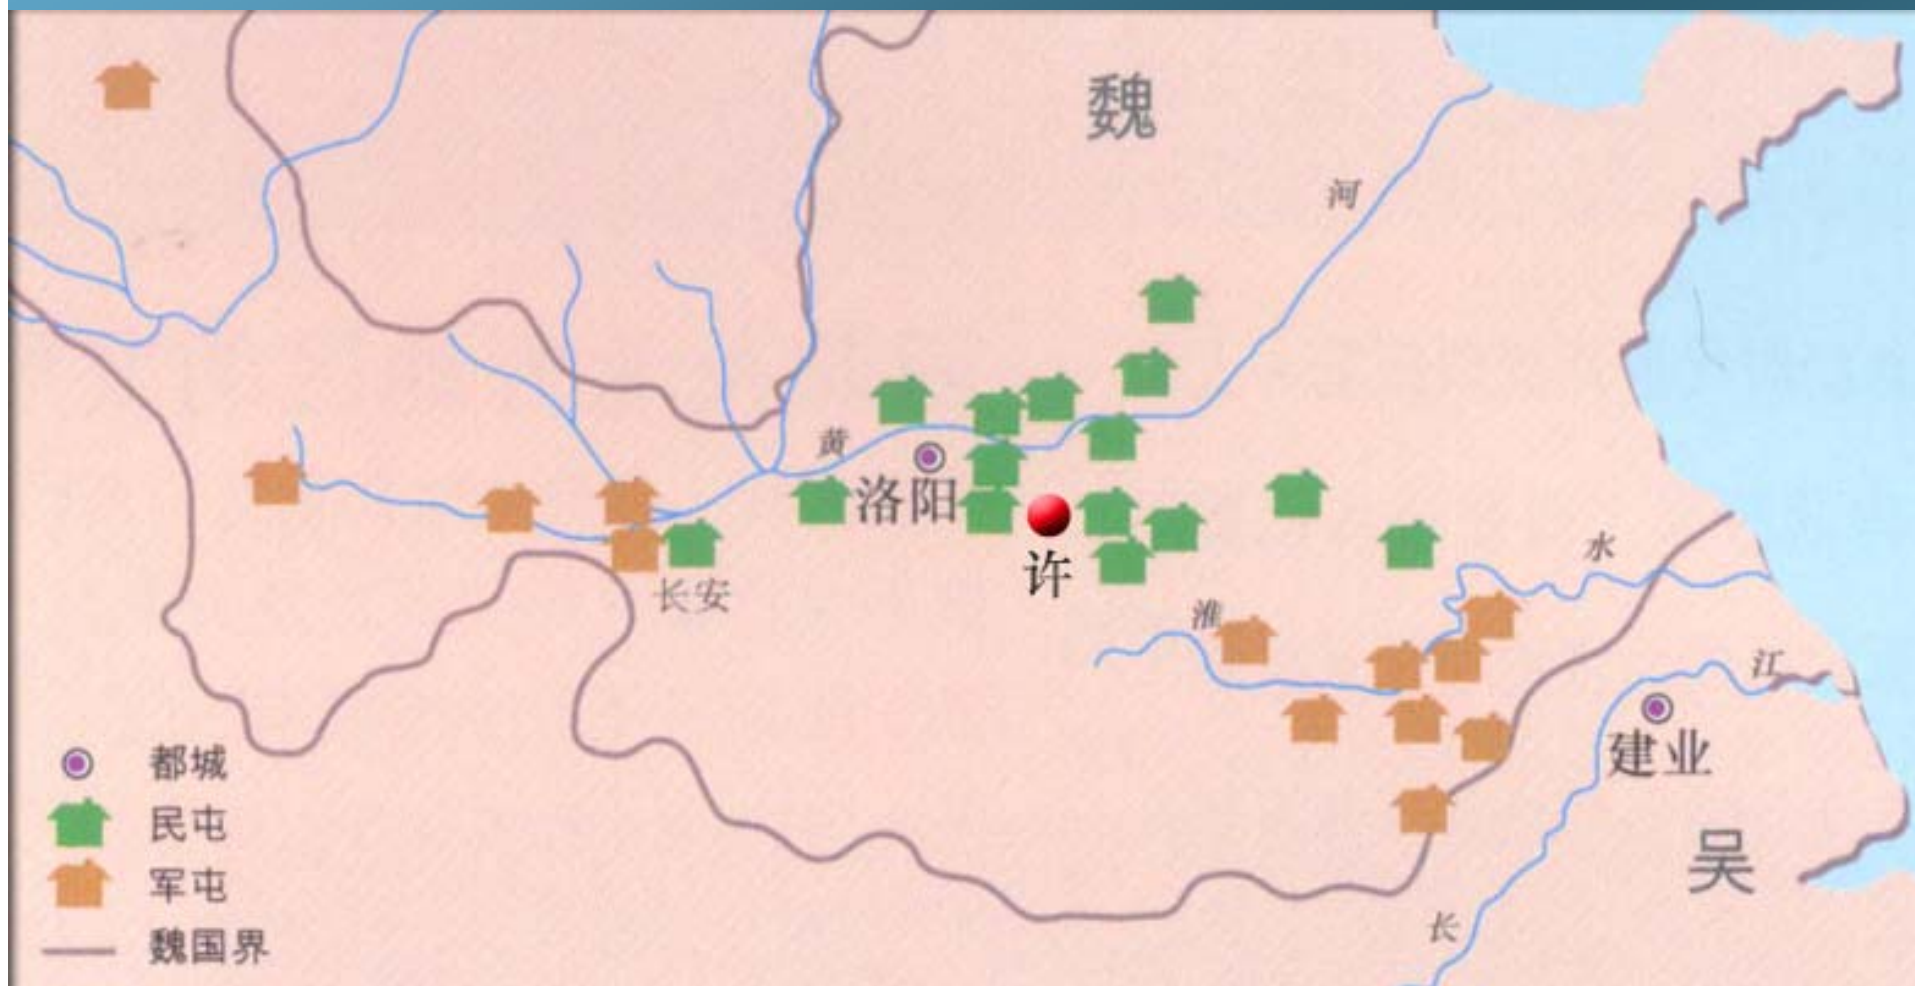 魏
河
黄
洛阳
许
长安
水
淮
江
建业
吴
长
都城
民屯
军屯
魏国界